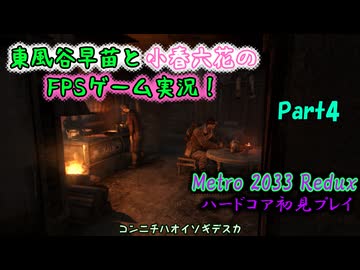 東風谷早苗と小春六花の
FPSゲーム実況！
Part4
Metro 2033 Redux
ハードコア初見プレイ
コンニチハオイソギデスカ